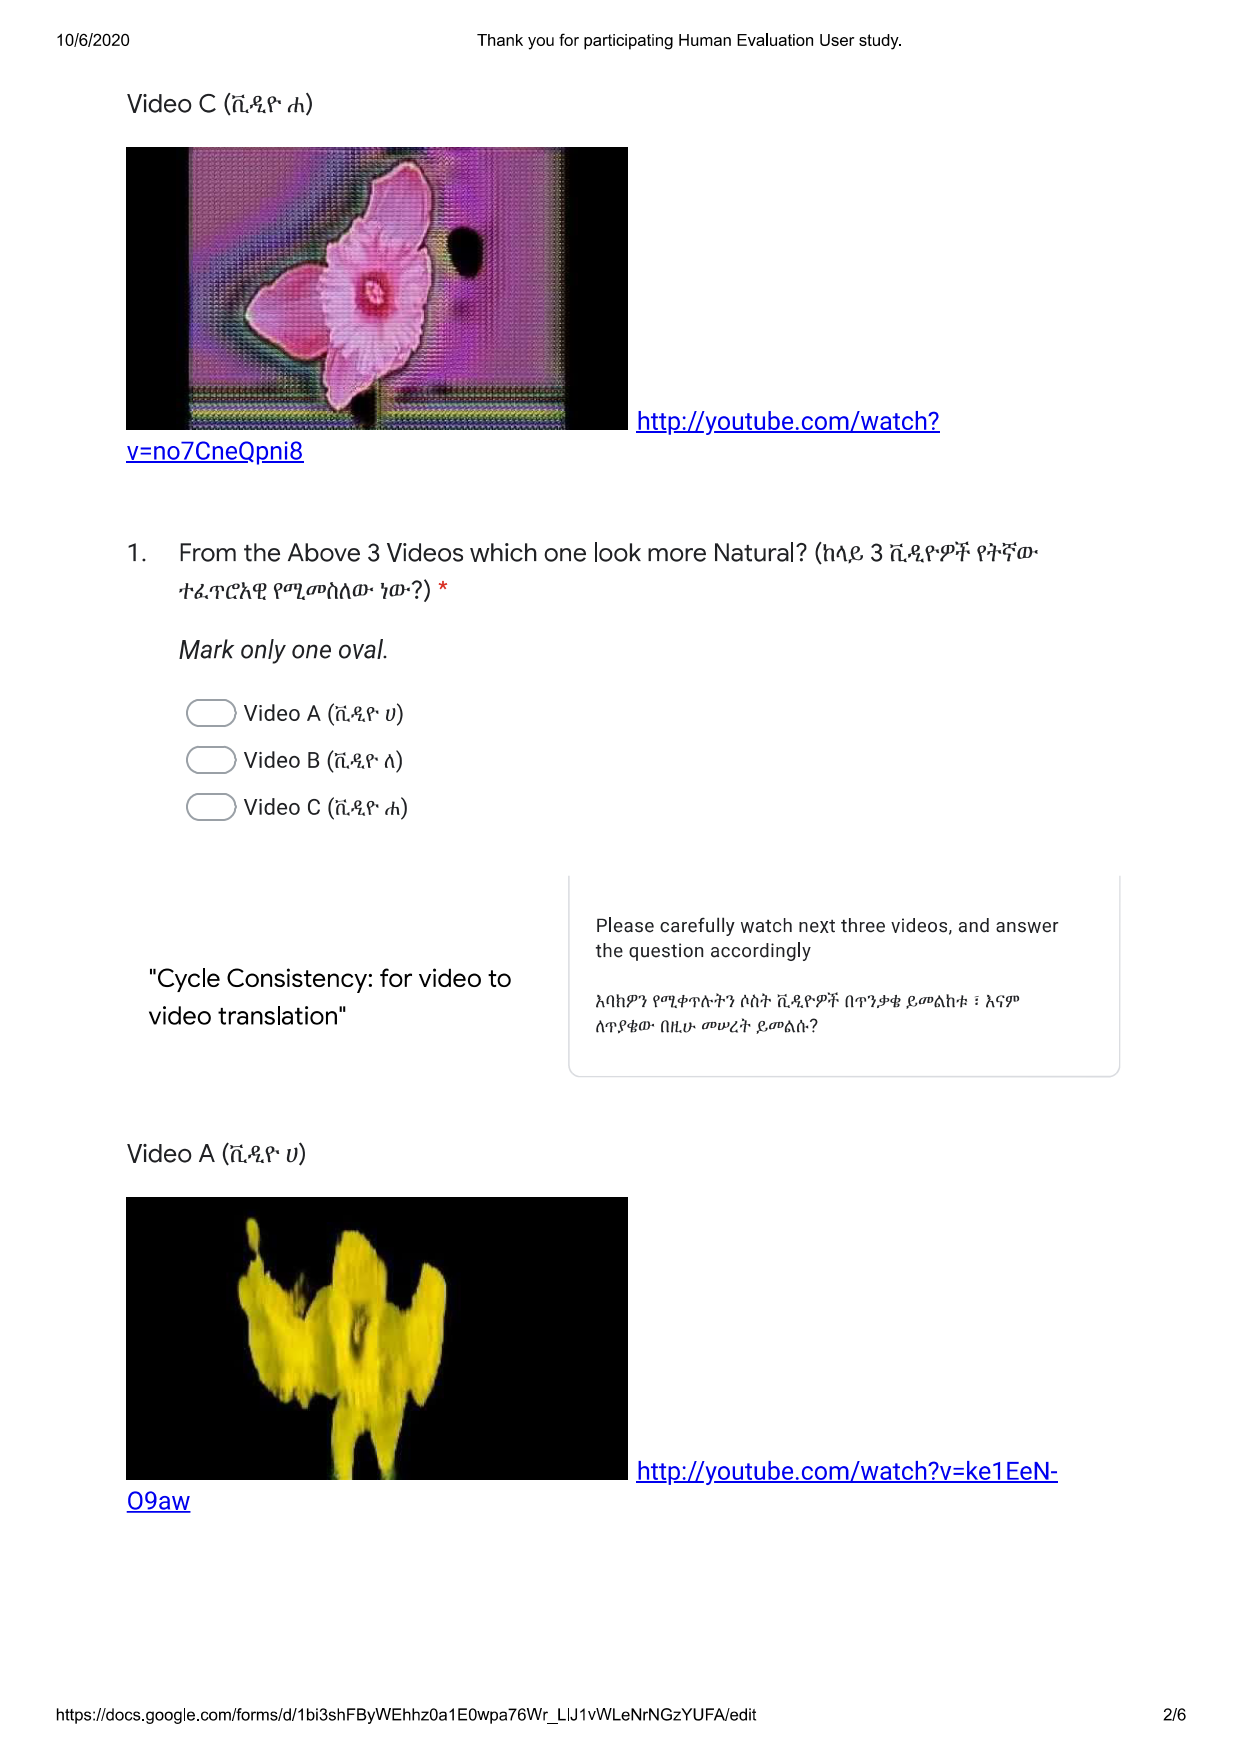 10/6/2020 Thank you for participating Human Evaluation User study.
Video C (ቪዲዮ ሐ)
http://youtube.com/watch?
v=no7CneQpni8
1. From the Above 3 Videos which one look more Natural? (ከላይ 3 ቪዲዮዎች የትኛው
ተፈጥሮአዊ የሚመስለው ነው?) *
Mark only one oval.
Video A (ቪዲዮ ሀ)
Video B (ቪዲዮ ለ)
Video C (ቪዲዮ ሐ)
"Cycle Consistency: for video to
video translation"
Please carefully watch next three videos, and answer
the question accordingly
እባክዎን የሚቀጥሉትን ሶስት ቪዲዮዎች በጥንቃቄ ይመልከቱ ፣ እናም
ለጥያቄው በዚሁ መሠረት ይመልሱ?
Video A (ቪዲዮ ሀ)
http://youtube.com/watch?v=ke1EeN-
O9aw
https://docs.google.com/forms/d/1bi3shFByWEhhz0a1E0wpa76Wr_LlJ1vWLeNrNGzYUFA/edit 2/6